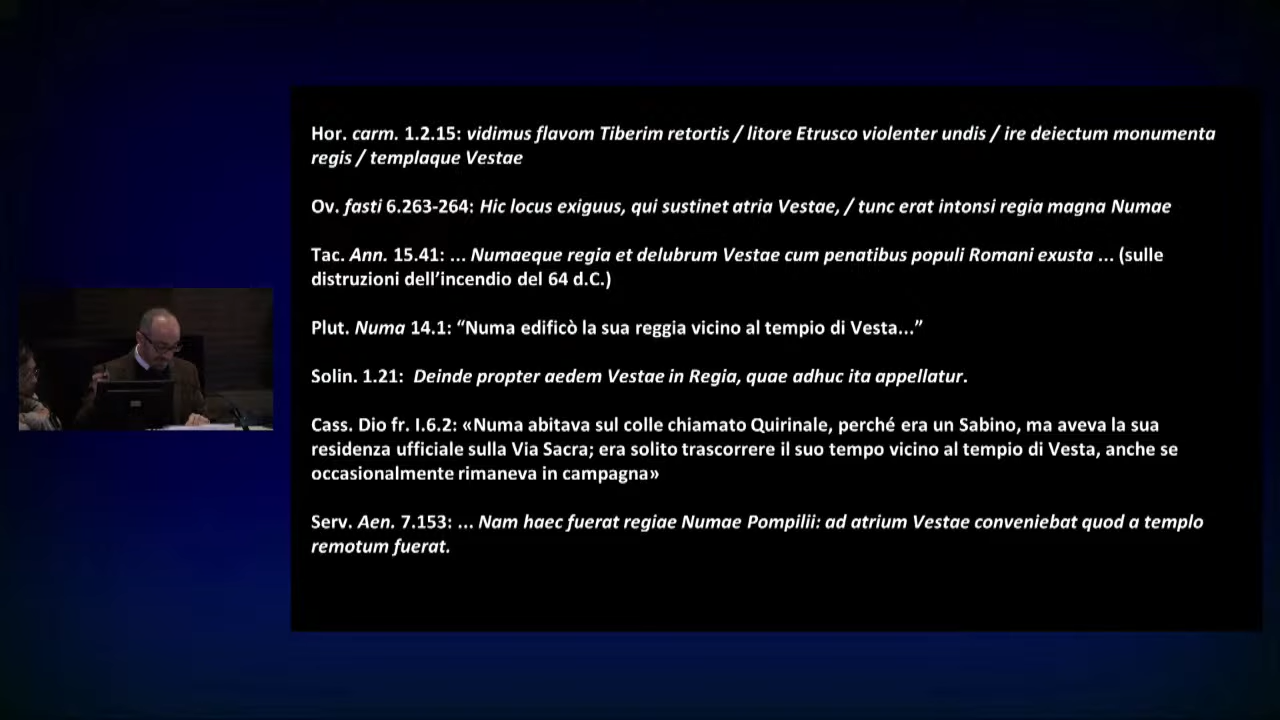 Hor. carm. 1.2.15: vidimus flavom Tiberim retortis / litore Etrusco violenter undis / ire deiectum monumenta
regis / templaque Vestae
Ov. fasti 6.263-264: Hic locus exiguus, qui sustinet atria Vestae, / tunc erat intonsi regia magna Numae
Tac. Ann. 15.41: ... Numaeque regia et delubrum Vestae cum penatibus populi Romani exusta ... (sulle
distruzioni dell’incendio del 64 d.C.)
Plut. Numa 14.1: “Numa edificò la sua reggia vicino al tempio di Vesta...”
Solin. 1.21: Deinde propter aedem Vestae in Regia, quae adhuc ita appellatur.
Cass. Dio fr. I.6.2: «Numa abitava sul colle chiamato Quirinale, perché era un Sabino, ma aveva la sua
residenza ufficiale sulla Via Sacra; era solito trascorrere il suo tempo vicino al tempio di Vesta, anche se
occasionalmente rimaneva in campagna»
Serv. Aen. 7.153: ... Nam haec fuerat regiae Numae Pompilii: ad atrium Vestae conveniebat quod a templo
remotum fuerat.